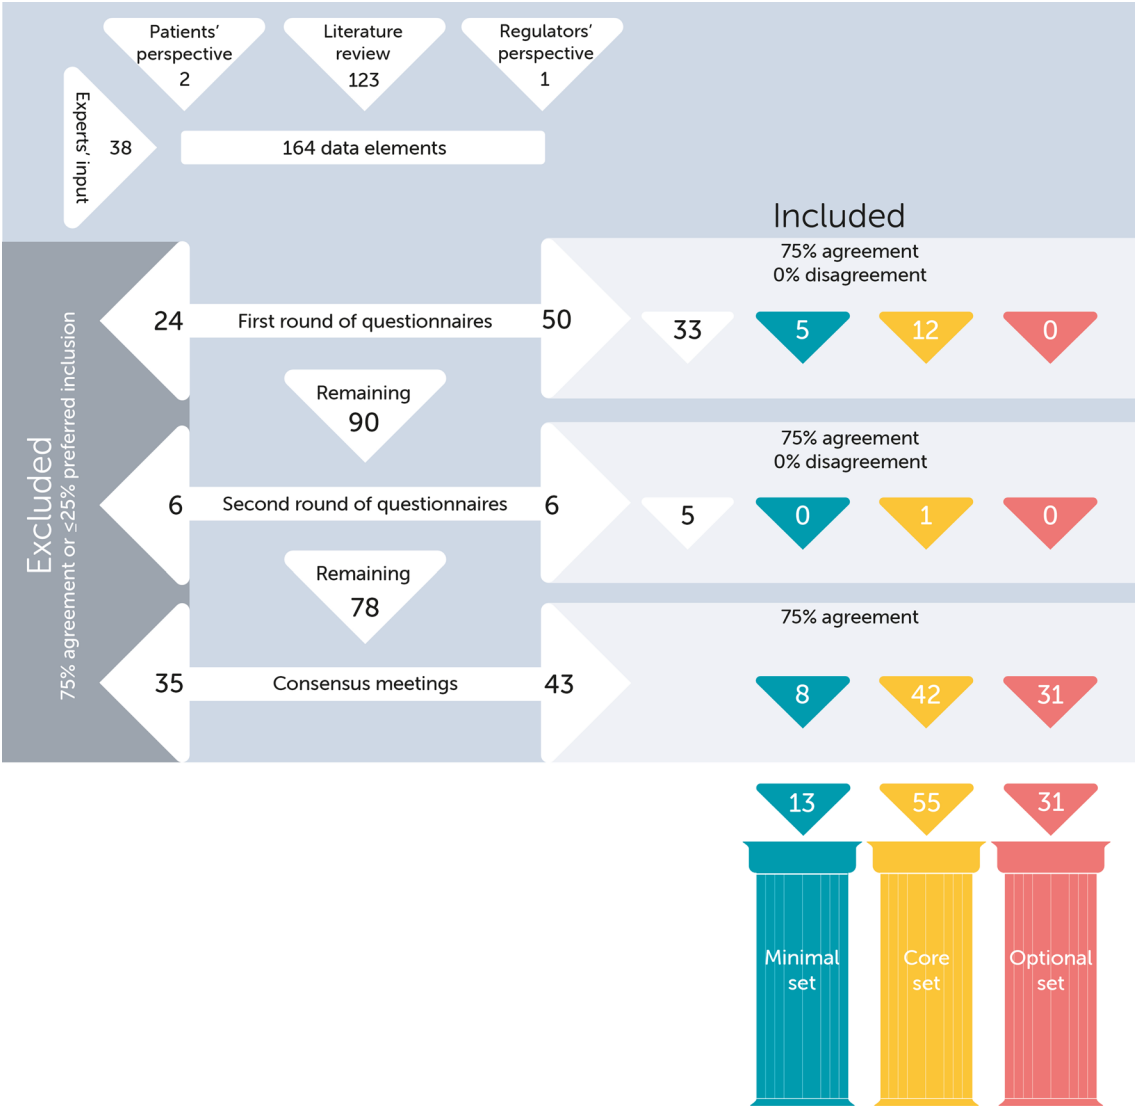 Patients’
perspective
2
Literature
review
123
Regulators’
perspective
1
Experts’ input
38
164 data elements
Included
75% agreement
0% disagreement
24
First round of questionnaires
50
33
5
12
0
Remaining
90
75% agreement
0% disagreement
6
Second round of questionnaires
6
5
0
1
0
Remaining
78
75% agreement
35
Consensus meetings
43
8
42
31
Excluded
75% agreement or ≤25% preferred inclusion
13
55
31
Minimal
set
Core
set
Optional
set